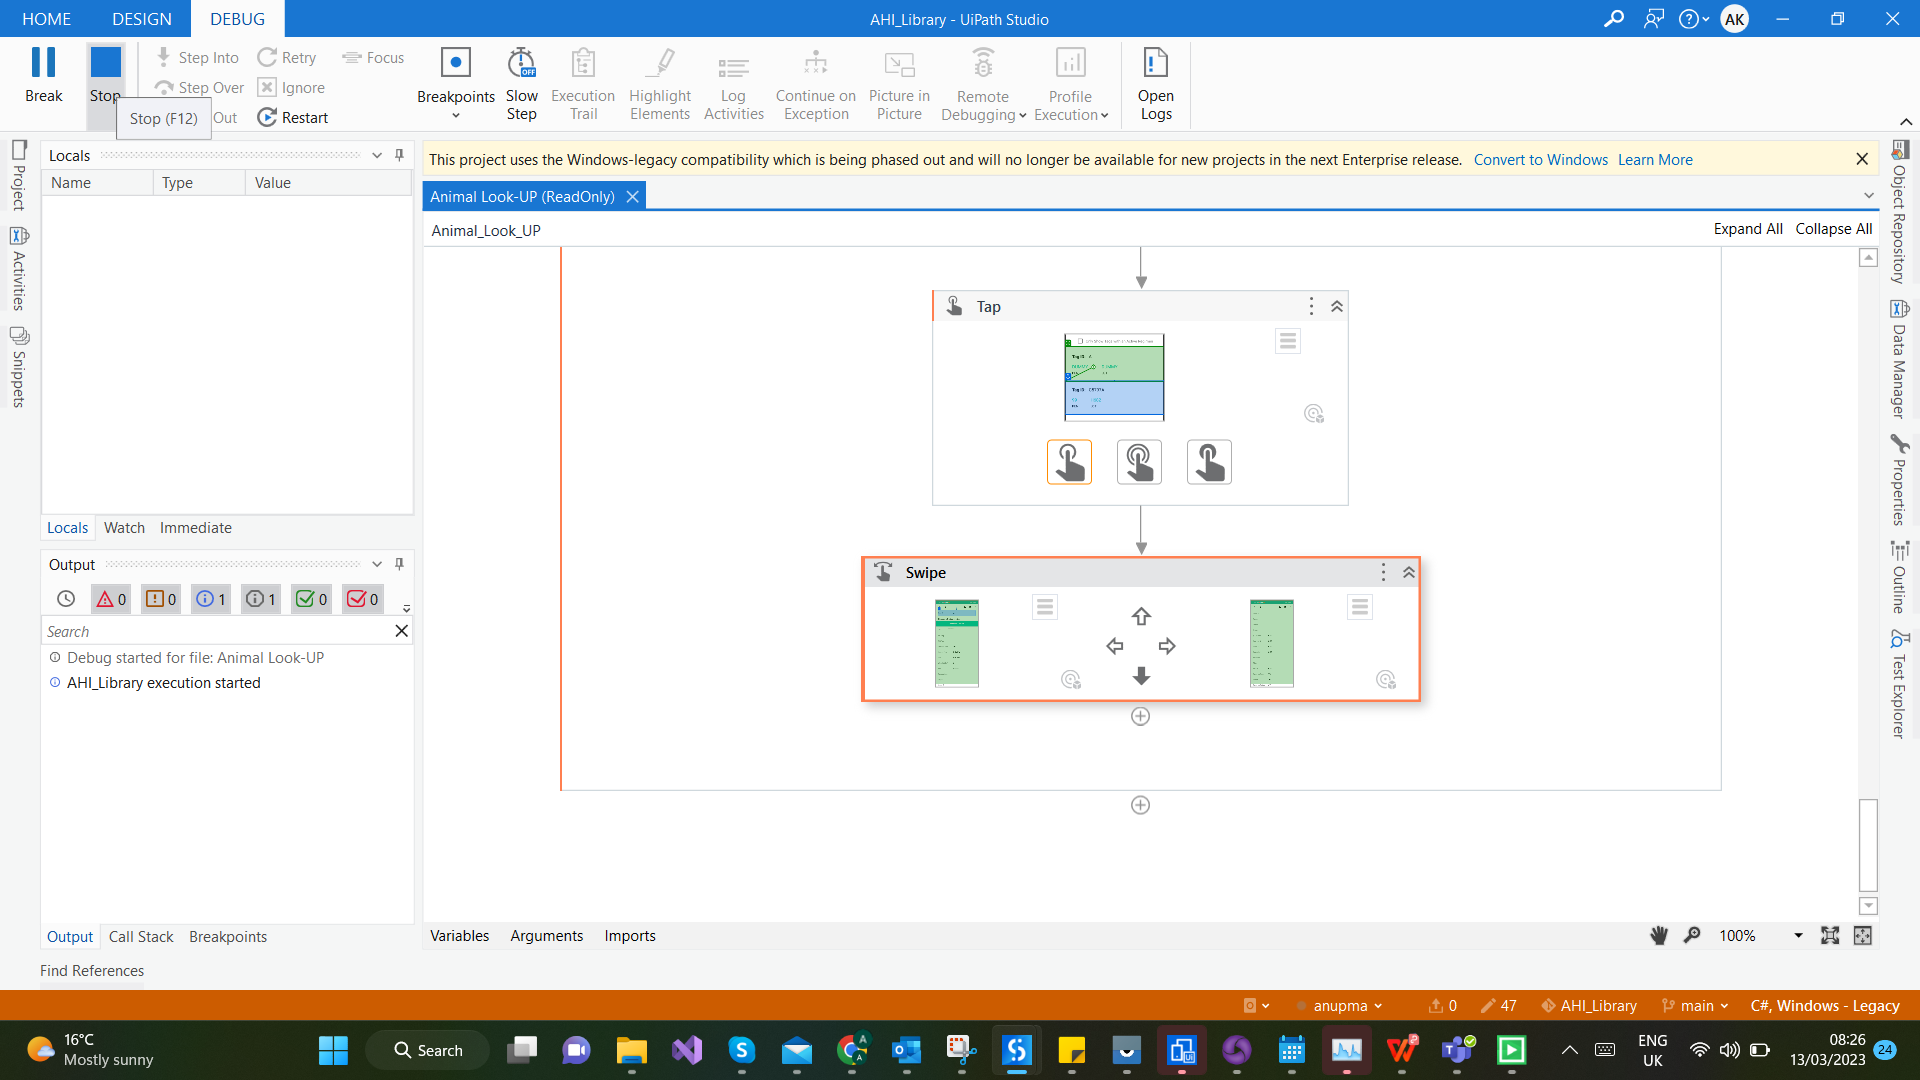 HOME DESIGN DEBUG
AHI_Library - UiPath Studio
AK
Break
Stop
Step Into
Step Over
Out
Retry
Ignore
Restart
Focus
Breakpoints
OFF
Slow
Step
Execution
Trail
Highlight
Elements
Log
Activities
Continue on
Exception
Picture in
Picture
Remote
Debugging
Profile
Execution
Open
Logs
Stop (F12)
Project
Activities
Snippets
Locals
Name Type Value
Locals Watch Immediate
Output
0 0 1 1 0 0
Search
Debug started for file: Animal Look-UP
AHI_Library execution started
Output Call Stack Breakpoints
Find References
This project uses the Windows-legacy compatibility which is being phased out and will no longer be available for new projects in the next Enterprise release. Convert to Windows Learn More
Animal Look-UP (ReadOnly)
Animal_Look_UP
Expand All Collapse All
Tap
Tag ID A
Swipe
Variables Arguments Imports
100%
Object Repository
Data Manager
Properties
Outline
Test Explorer
anupma 0 47 AHI_Library main C#, Windows - Legacy
16°C
Mostly sunny
Search
ENG
UK
08:26
13/03/2023
24